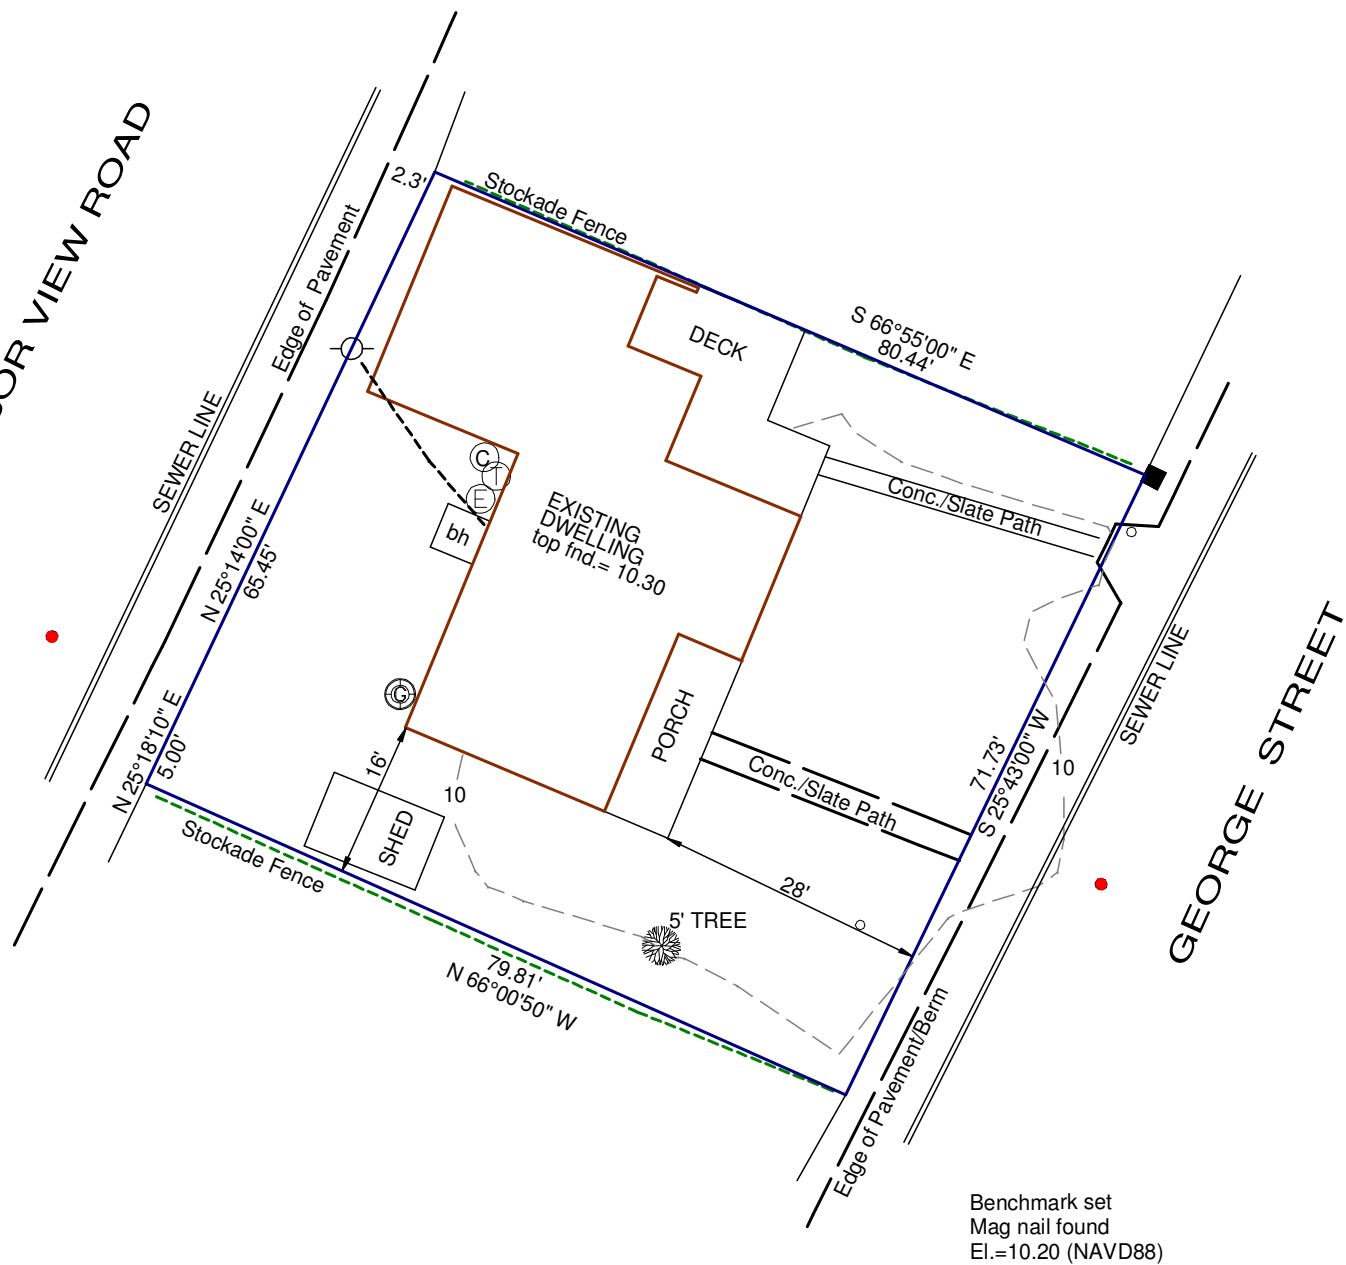 VIEW ROAD
2.3'
Stockade Fence
Edge of Pavement
DECK
S 66°55'00" E
80.44'
SEWER LINE
C
T
E
bh
EXISTING
DWELLING
top fnd.= 10.30
Conc./Slate Path
N 25°14'00" E
65.45'
G
PORCH
SEWER LINE
GEORGE STREET
N 25°18'10" E
5.00'
16'
10
SHED
Conc./Slate Path
71.73'
S 25°43'00" W
10
Stockade Fence
28'
5' TREE
79.81'
N 66°00'50" W
Edge of Pavement/Berm
Benchmark set
Mag nail found
El.=10.20 (NAVD88)